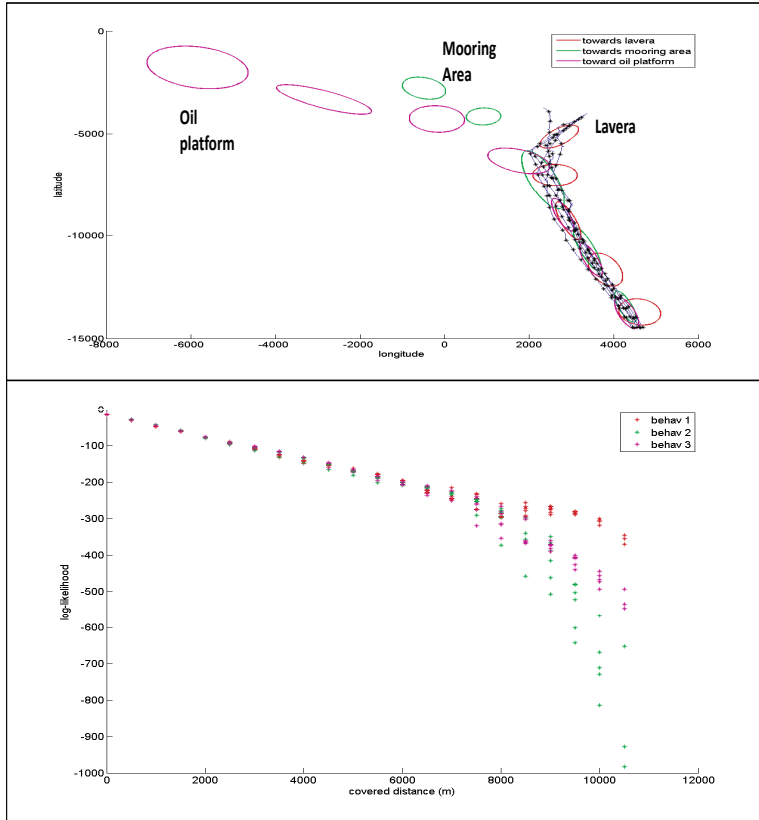 0
-5000
-10000
-15000
latitude
-8000 -6000 -4000 -2000 0 2000 4000 6000
longitude
Mooring
Area
Oil
platform
Lavera
towards lavera
towards mooring area
toward oil platform
0
-100
-200
-300
-400
-500
-600
-700
-800
-900
-1000
log-likelihood
0 2000 4000 6000 8000 10000 12000
covered distance (m)
behav 1
behav 2
behav 3